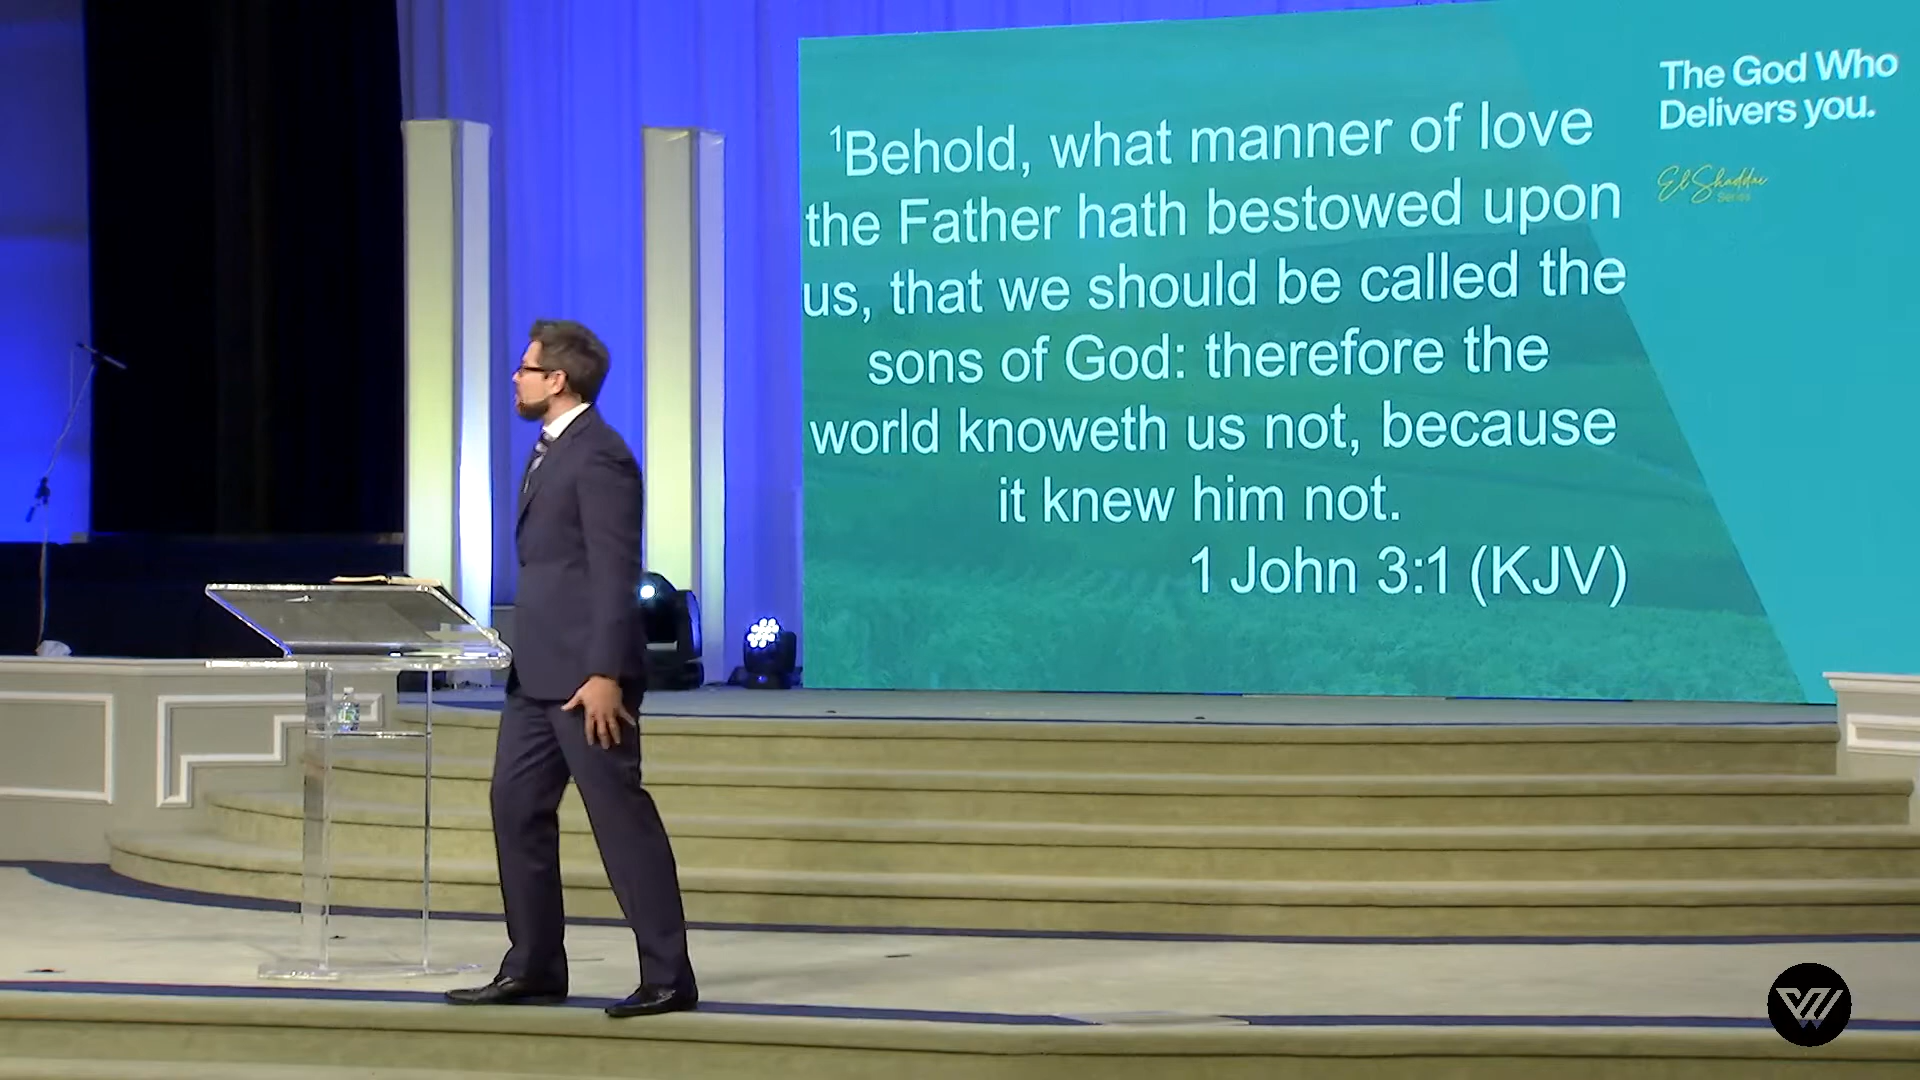 ¹Behold, what manner of love
the Father hath bestowed upon
us, that we should be called the
sons of God: therefore the
world knoweth us not, because
it knew him not.
1 John 3:1 (KJV)
The God Who
Delivers you.
El Shaddai
Series
W